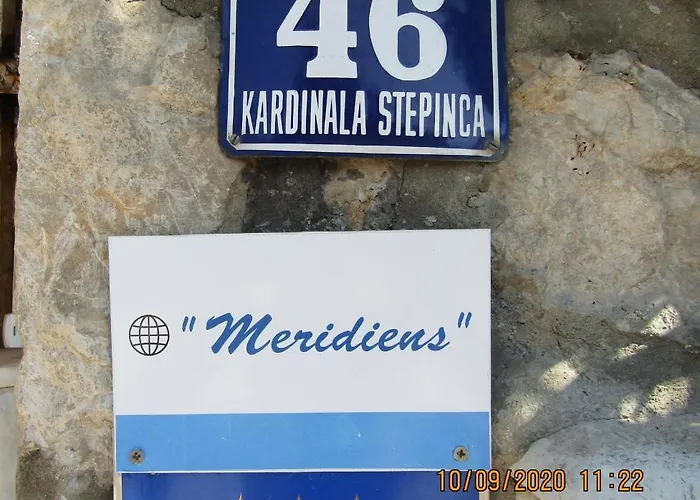 46
KARDINALA STEPINCA
"Meridiens"
10/09/2020 11:22